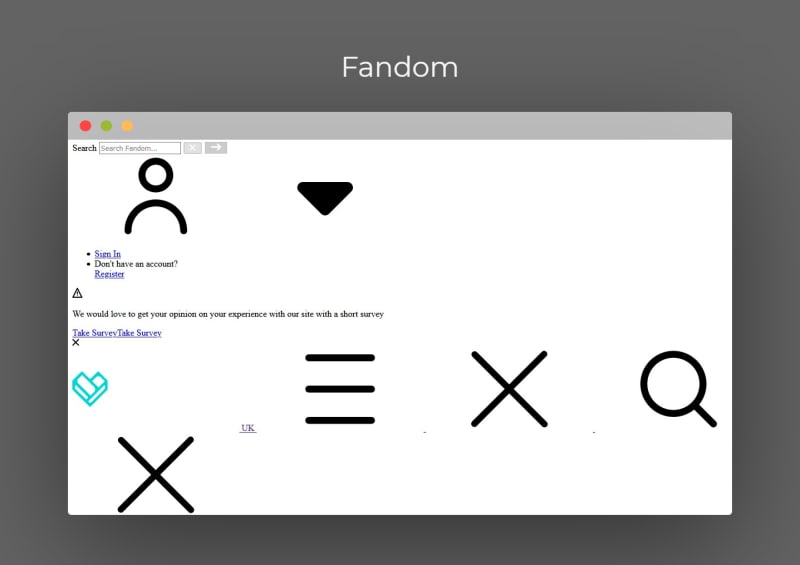 Fandom
Search Search Fandom...
Sign In
Don't have an account?
Register
We would love to get your opinion on your experience with our site with a short survey
Take SurveyTake Survey
UK